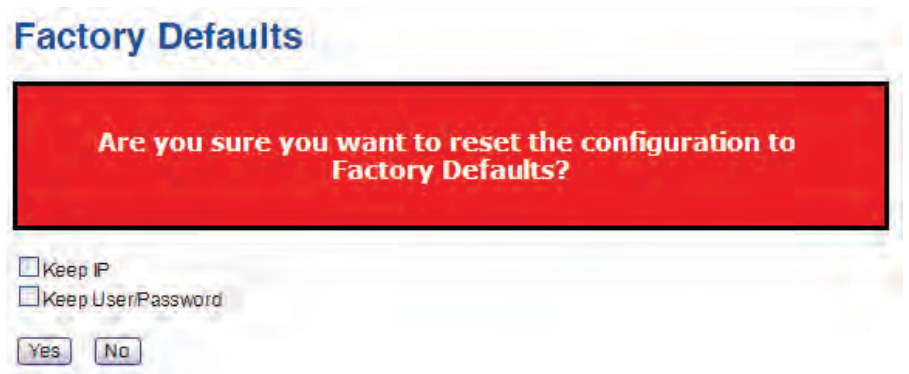 Factory Defaults
Are you sure you want to reset the configuration to
Factory Defaults?
Keep IP
Keep User/Password
Yes No